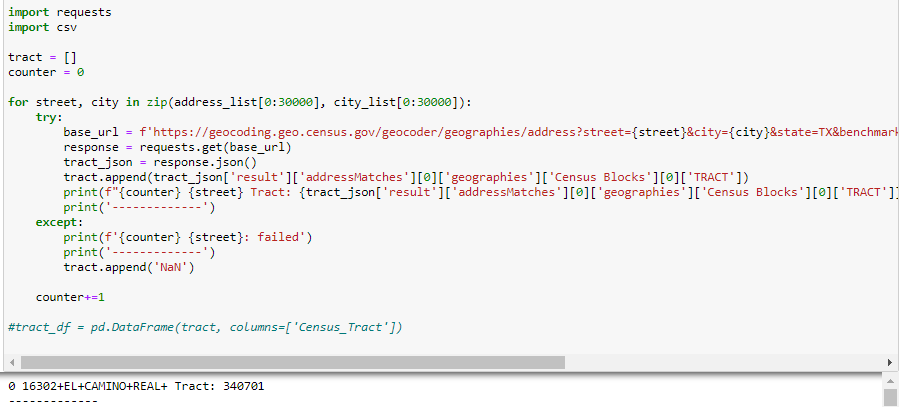 import requests
import csv
tract = []
counter = 0
for street, city in zip(address_list[0:30000], city_list[0:30000]):
    try:
        base_url = f'https://geocoding.geo.census.gov/geocoder/geographies/address?street={street}&city={city}&state=TX&benchmark
        response = requests.get(base_url)
        tract_json = response.json()
        tract.append(tract_json['result']['addressMatches'][0]['geographies']['Census Blocks'][0]['TRACT'])
        print(f"{counter} {street} Tract: {tract_json['result']['addressMatches'][0]['geographies']['Census Blocks'][0]['TRACT']
        print('-------------')
    except:
        print(f'{counter} {street}: failed')
        print('-------------')
        tract.append('NaN')
    counter+=1
#tract_df = pd.DataFrame(tract, columns=['Census_Tract'])
0 16302+EL+CAMINO+REAL+ Tract: 340701
-------------